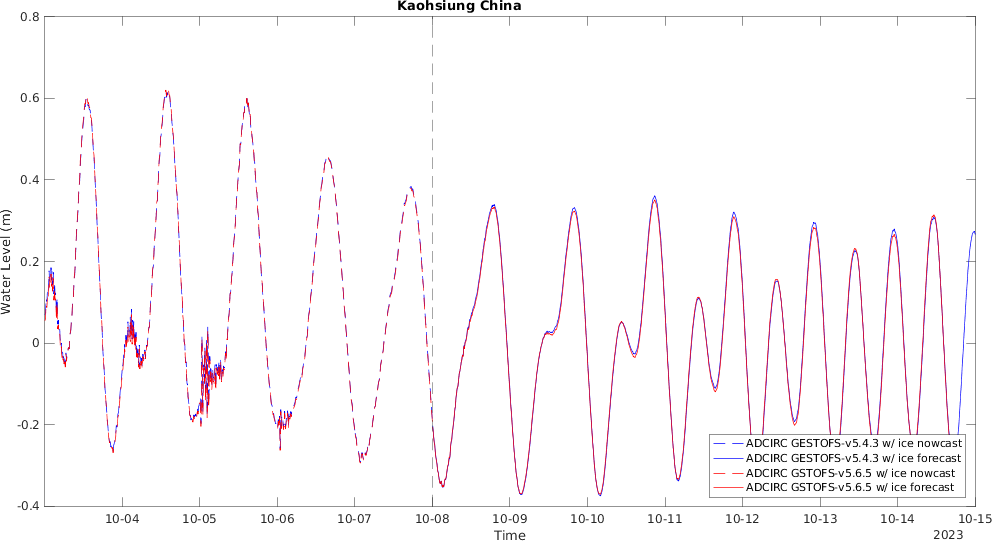 Kaohsiung China
0.8
0.6
0.4
0.2
0
-0.2
-0.4
Water Level (m)
ADCIRC GESTOFS-v5.4.3 w/ ice nowcast
ADCIRC GESTOFS-v5.4.3 w/ ice forecast
ADCIRC GSTOFS-v5.6.5 w/ ice nowcast
ADCIRC GSTOFS-v5.6.5 w/ ice forecast
10-04 10-05 10-06 10-07 10-08 10-09 10-10 10-11 10-12 10-13 10-14 10-15
Time
2023